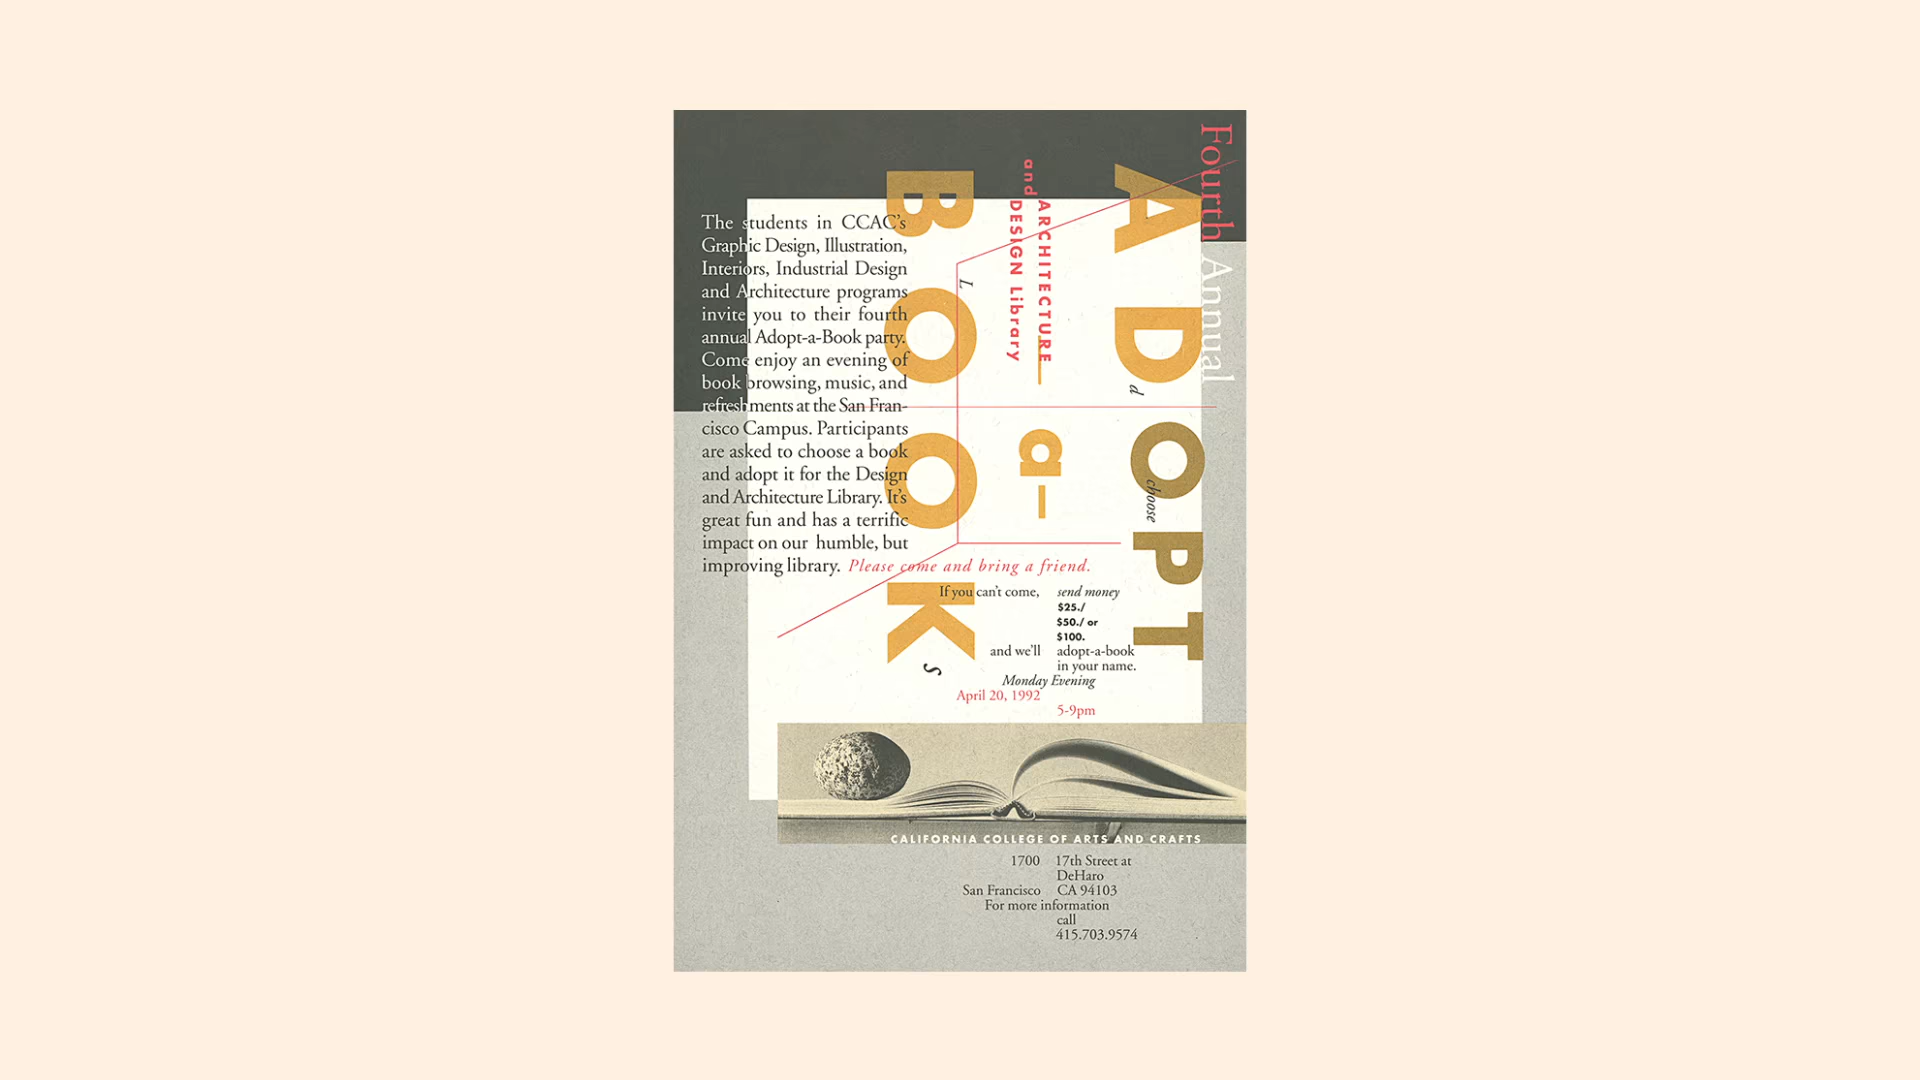 Fourth Annual
ADOPT
-a-
BOOK
ARCHITECTURE
and DESIGN Library
L
d
choose
s
The students in CCAC's
Graphic Design, Illustration,
Interiors, Industrial Design
and Architecture programs
invite you to their fourth
annual Adopt-a-Book party.
Come enjoy an evening of
book browsing, music, and
refreshments at the San Fran-
cisco Campus. Participants
are asked to choose a book
and adopt it for the Design
and Architecture Library. It's
great fun and has a terrific
impact on our humble, but
improving library. Please come and bring a friend.
If you can't come, send money
$25./
$50./ or
$100.
and we'll adopt-a-book
in your name.
Monday Evening
April 20, 1992
5-9pm
CALIFORNIA COLLEGE OF ARTS AND CRAFTS
1700 17th Street at
DeHaro
San Francisco CA 94103
For more information
call
415.703.9574